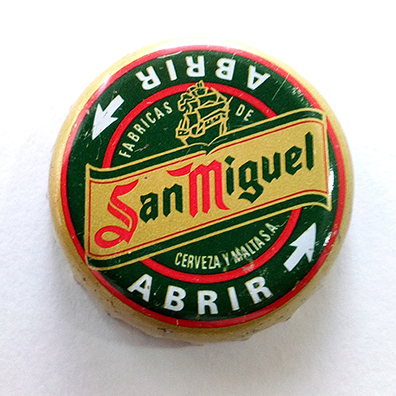 ABRIR
FABRICAS DE
San Miguel
CERVEZA Y MALTA S.A.
ABRIR